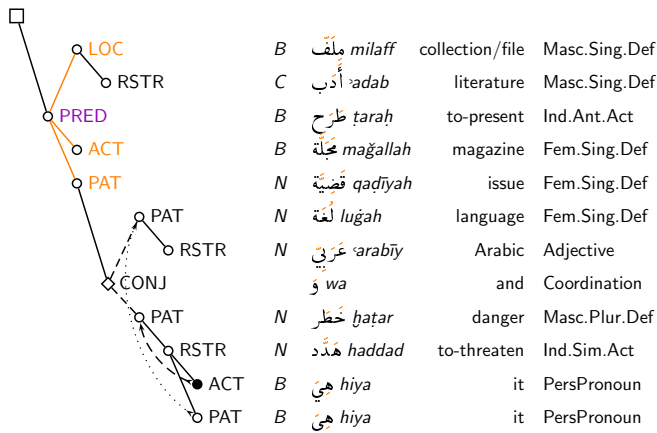 LOC B مِلَفّ milaff collection/file Masc.Sing.Def
RSTR C أَدَب ʾadab literature Masc.Sing.Def
PRED B طَرَح ṭaraḥ to-present Ind.Ant.Act
ACT B مَجَلَّة maǧallah magazine Fem.Sing.Def
PAT N قَضِيَّة qaḍīyah issue Fem.Sing.Def
PAT N لُغَة luġah language Fem.Sing.Def
RSTR N عَرَبِيّ ʿarabīy Arabic Adjective
CONJ وَ wa and Coordination
PAT N خَطَر ḫaṭar danger Masc.Plur.Def
RSTR N هَدَّد haddad to-threaten Ind.Sim.Act
ACT B هِيَ hiya it PersPronoun
PAT B هِيَ hiya it PersPronoun